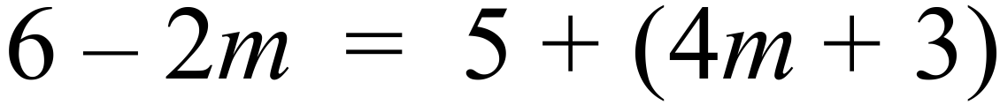 6 − 2m = 5 + (4m + 3)